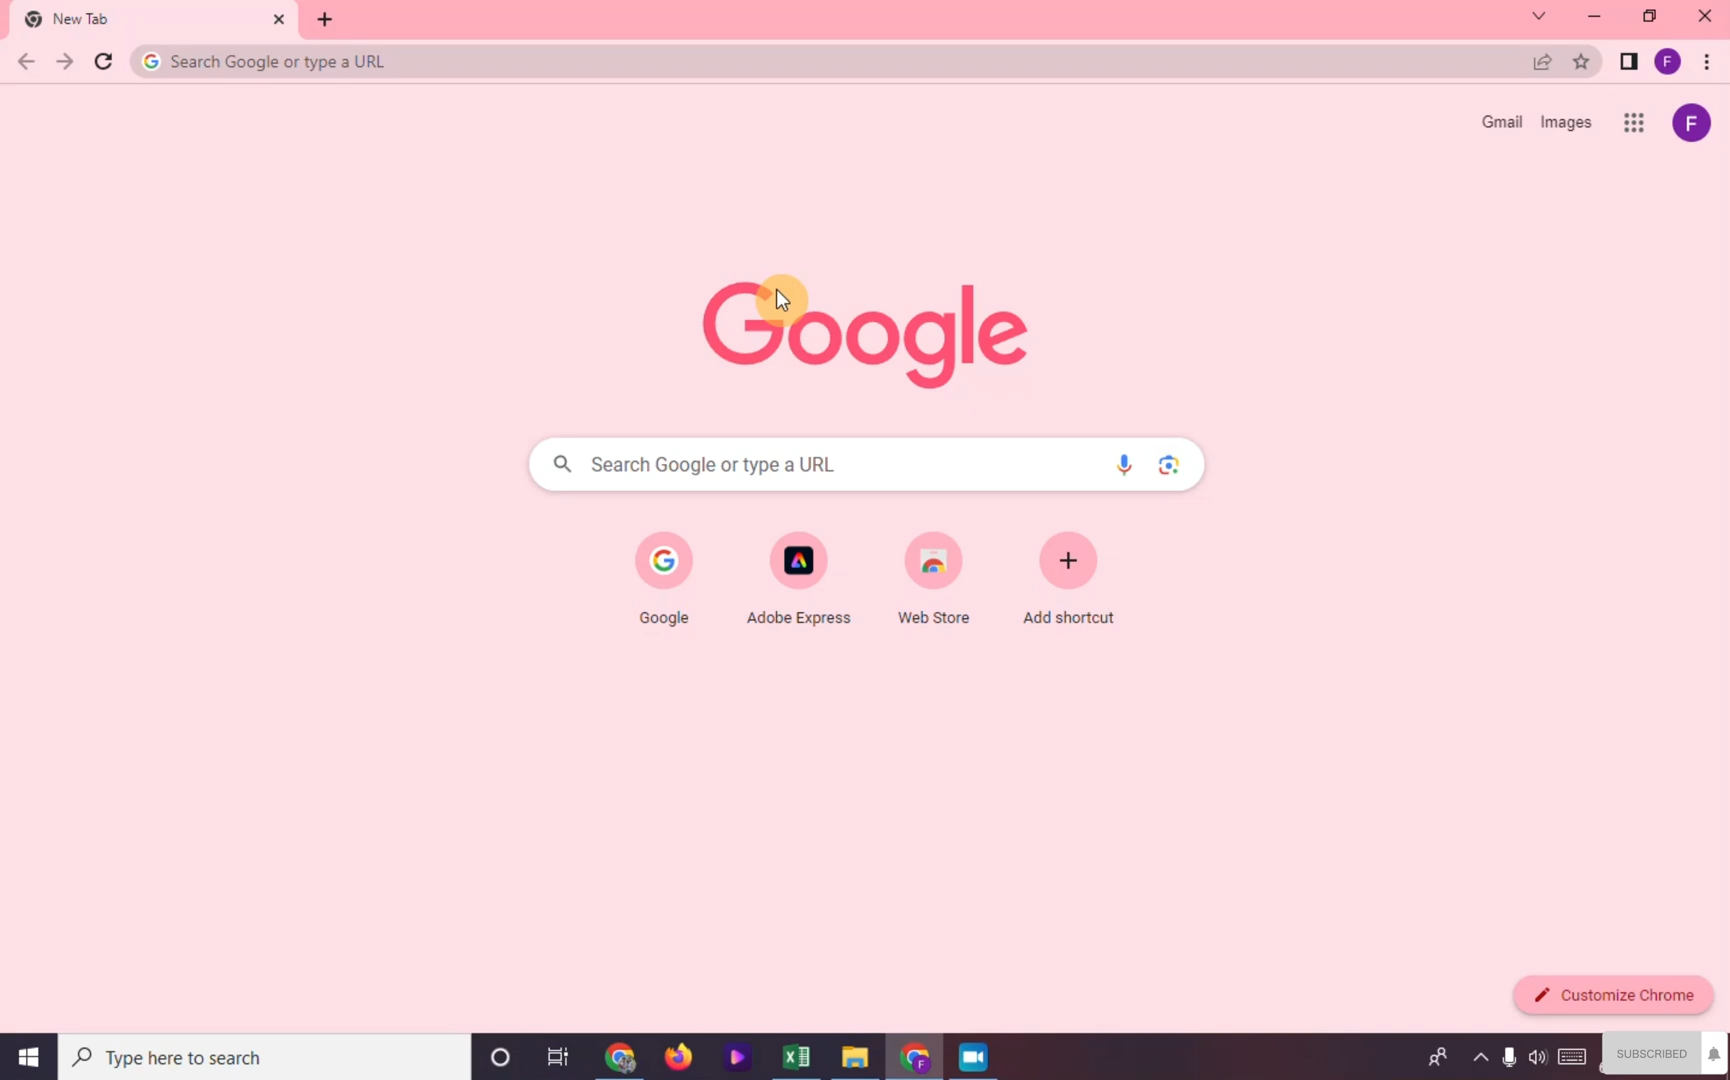 New Tab
Search Google or type a URL
Gmail Images F
F
Google
Search Google or type a URL
Google Adobe Express Web Store Add shortcut
Customize Chrome
Type here to search
SUBSCRIBED